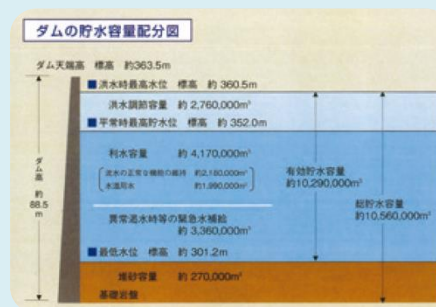 ダムの貯水容量配分図
ダム天端高 標高 約363.5m
■洪水時最高水位 標高 約360.5m
洪水調節容量 約2,760,000m³
■平常時最高貯水位 標高 約352.0m
ダム高 約88.5m
利水容量 約4,170,000m³
流水の正常な機能の維持 約2,180,000m³
水道用水 約1,990,000m³
有効貯水容量
約10,290,000m³
総貯水容量
約10,560,000m³
異常渇水時等の緊急水補給
約3,360,000m³
■最低水位 標高 約301.2m
堆砂容量 約270,000m³
基礎岩盤